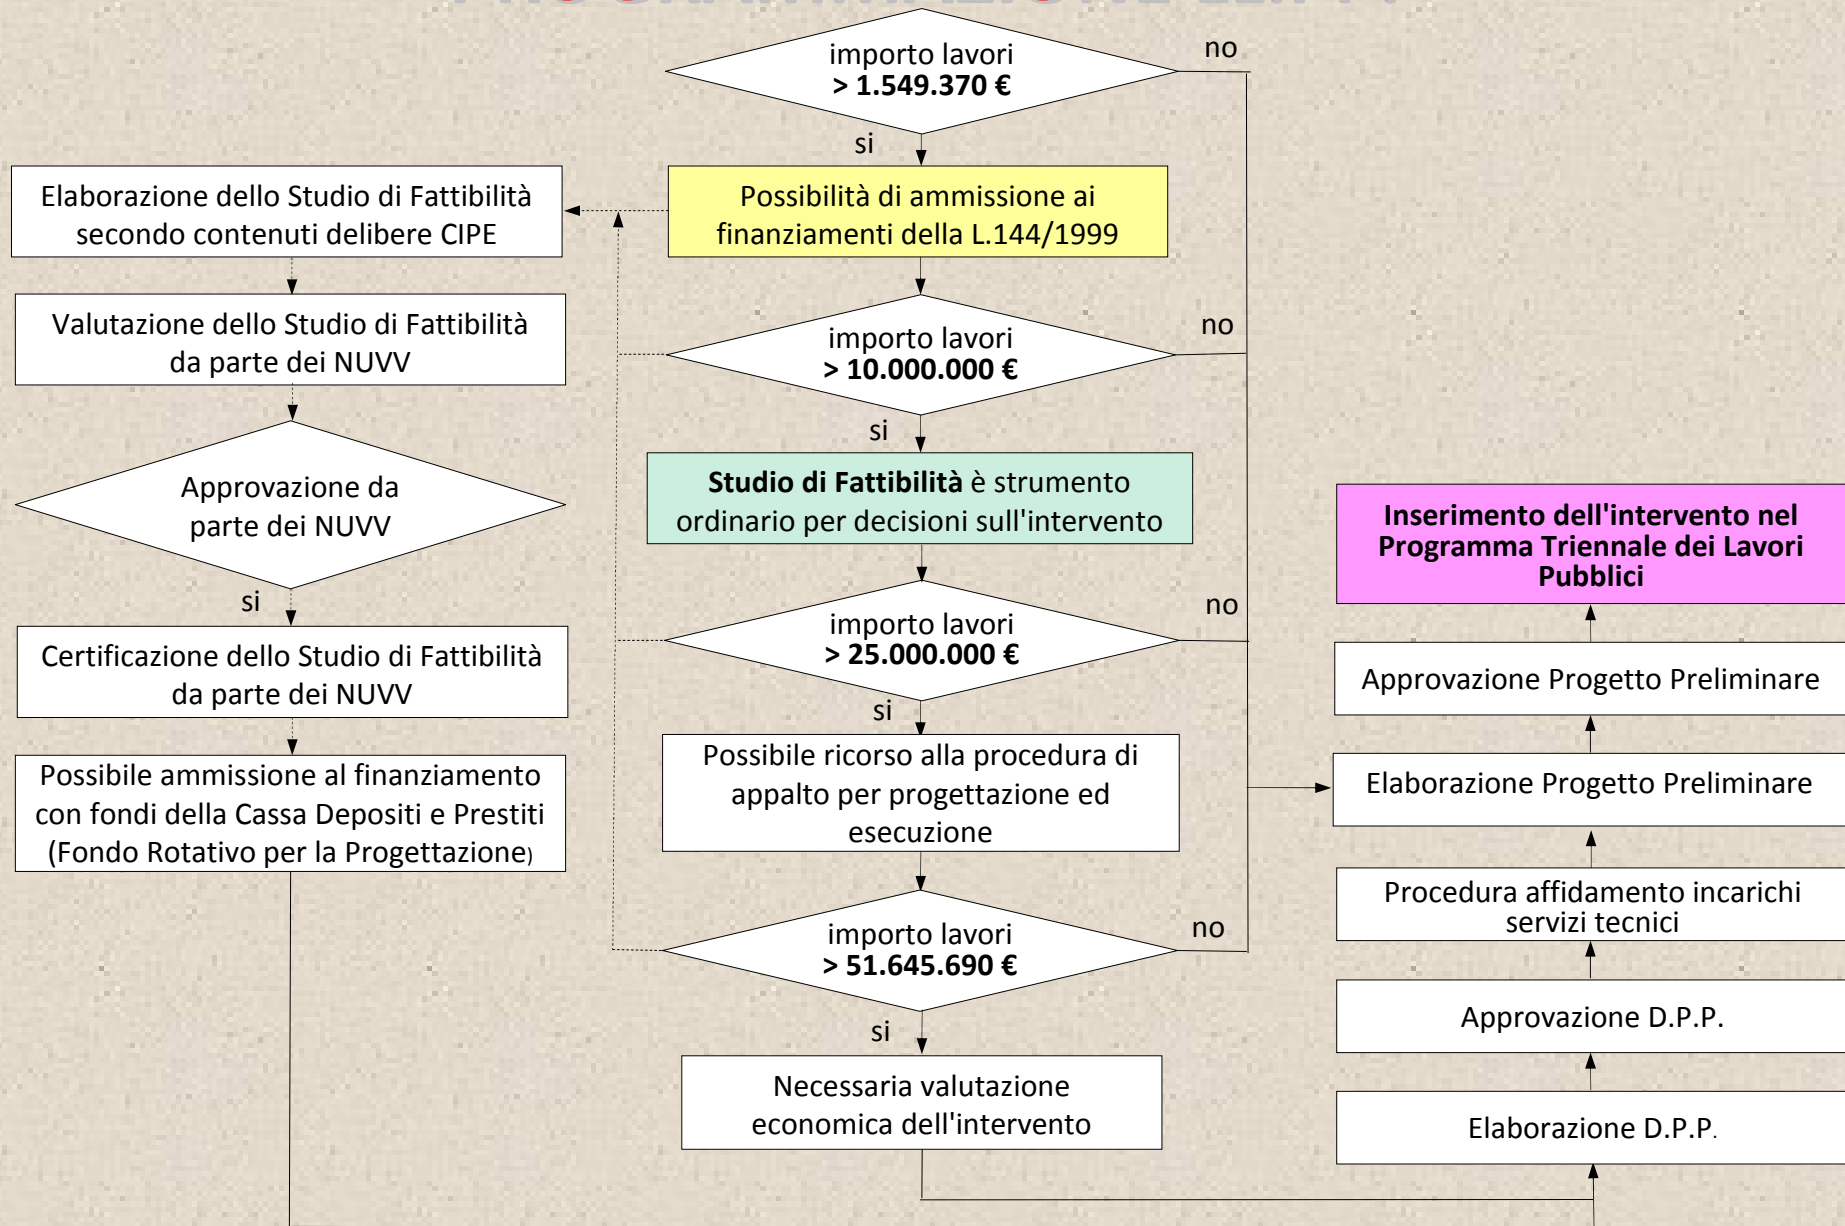 importo lavori
> 1.549.370 €
no
si
Possibilità di ammissione ai
finanziamenti della L.144/1999
importo lavori
> 10.000.000 €
no
si
Studio di Fattibilità è strumento
ordinario per decisioni sull'intervento
importo lavori
> 25.000.000 €
no
si
Possibile ricorso alla procedura di
appalto per progettazione ed
esecuzione
importo lavori
> 51.645.690 €
no
si
Necessaria valutazione
economica dell'intervento
Elaborazione dello Studio di Fattibilità
secondo contenuti delibere CIPE
Valutazione dello Studio di Fattibilità
da parte dei NUVV
Approvazione da
parte dei NUVV
si
Certificazione dello Studio di Fattibilità
da parte dei NUVV
Possibile ammissione al finanziamento
con fondi della Cassa Depositi e Prestiti
(Fondo Rotativo per la Progettazione)
Inserimento dell'intervento nel
Programma Triennale dei Lavori
Pubblici
Approvazione Progetto Preliminare
Elaborazione Progetto Preliminare
Procedura affidamento incarichi
servizi tecnici
Approvazione D.P.P.
Elaborazione D.P.P.